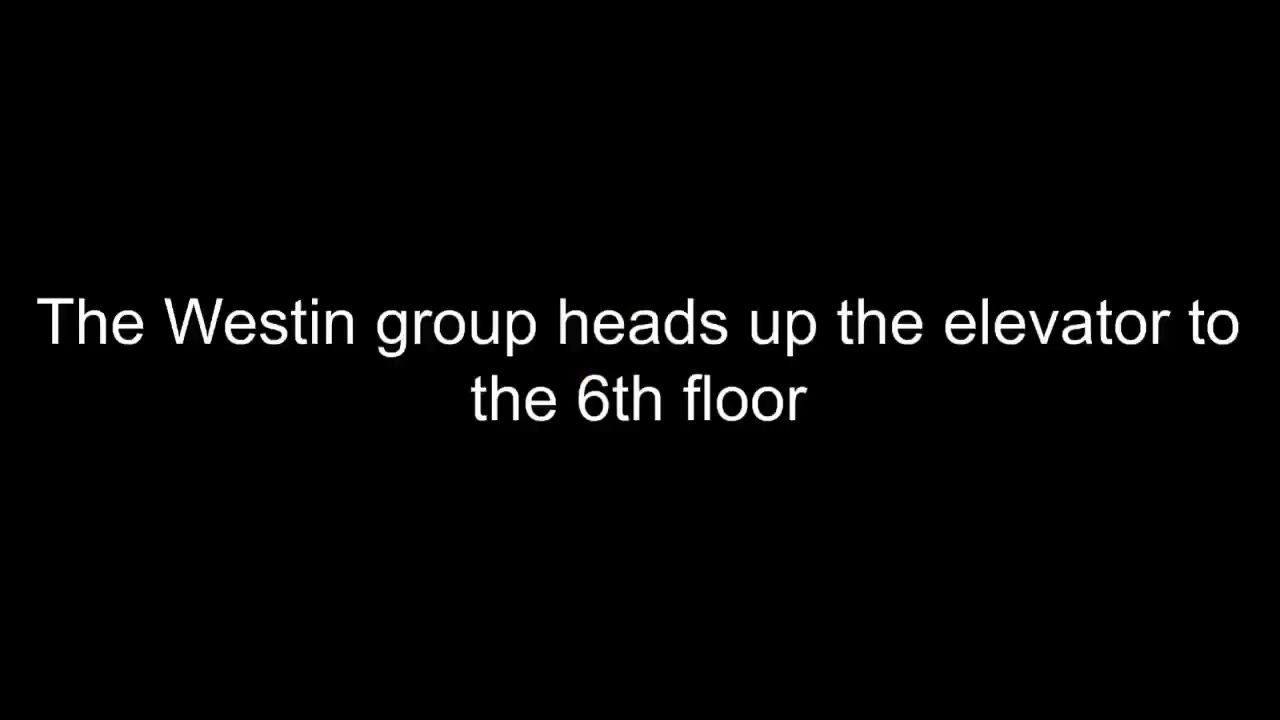 The Westin group heads up the elevator to
the 6th floor